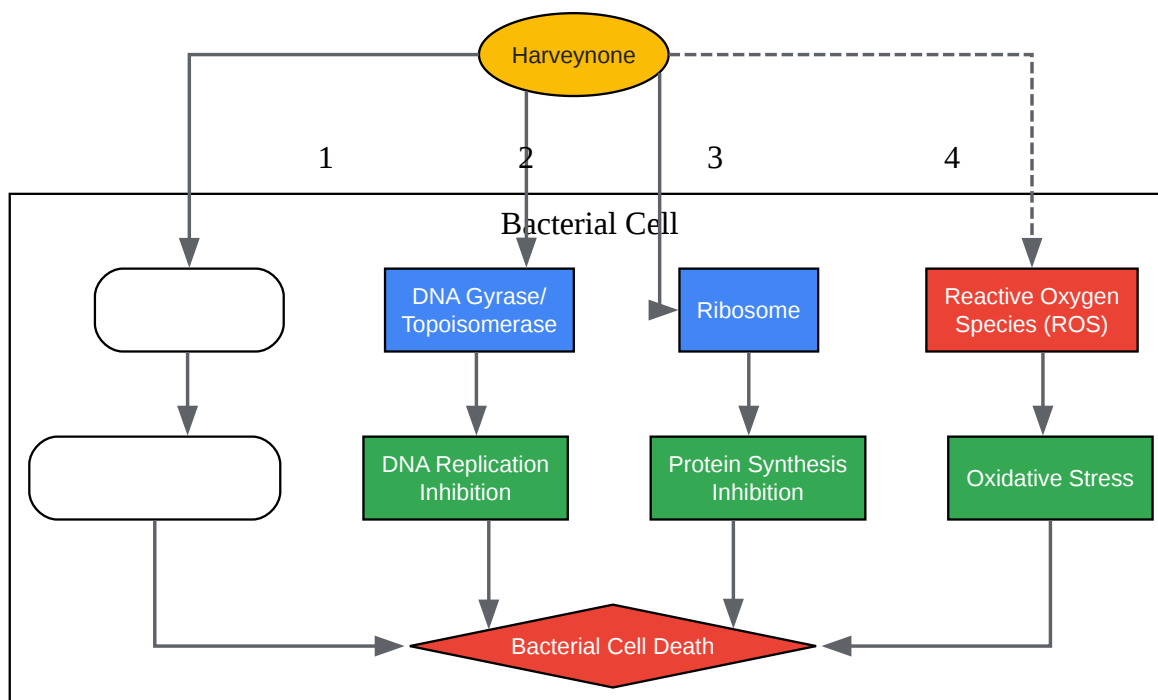 Harveynone
1
2
3
4
Bacterial Cell
DNA Gyrase/
Topoisomerase
Ribosome
Reactive Oxygen
Species (ROS)
DNA Replication
Inhibition
Protein Synthesis
Inhibition
Oxidative Stress
Bacterial Cell Death